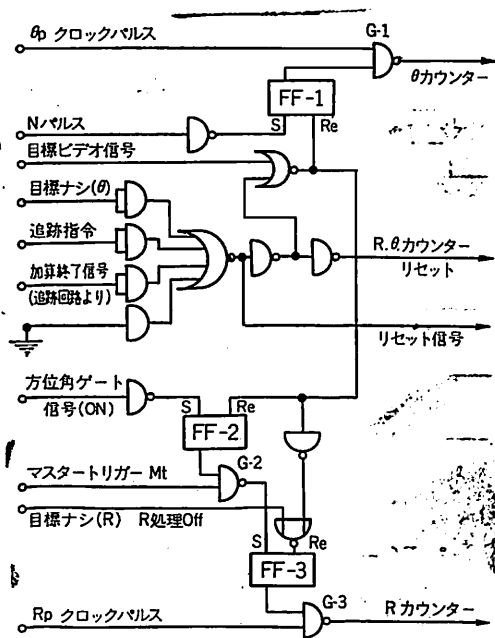 θp クロックパルス
G-1
θカウンター
FF-1
S
Re
Nパルス
目標ビデオ信号
目標ナシ(θ)
追跡指令
加算終了信号
(追跡回路より)
R.θ.カウンター
リセット
リセット信号
方位角ゲート
信号(ON)
S
Re
FF-2
G-2
マスタートリガー Mt
目標ナシ(R) R処理Off
S
Re
FF-3
G-3
Rp クロックパルス
R カウンター